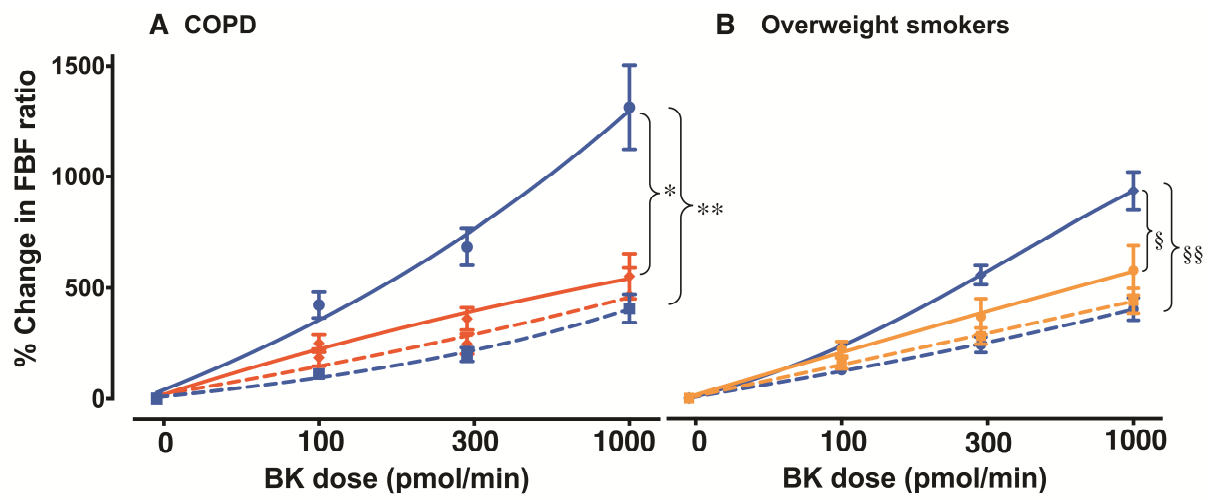 A COPD
B Overweight smokers
% Change in FBF ratio
1500
1000
500
0
*
**
§
§§
0 100 300 1000
0 100 300 1000
BK dose (pmol/min)
BK dose (pmol/min)